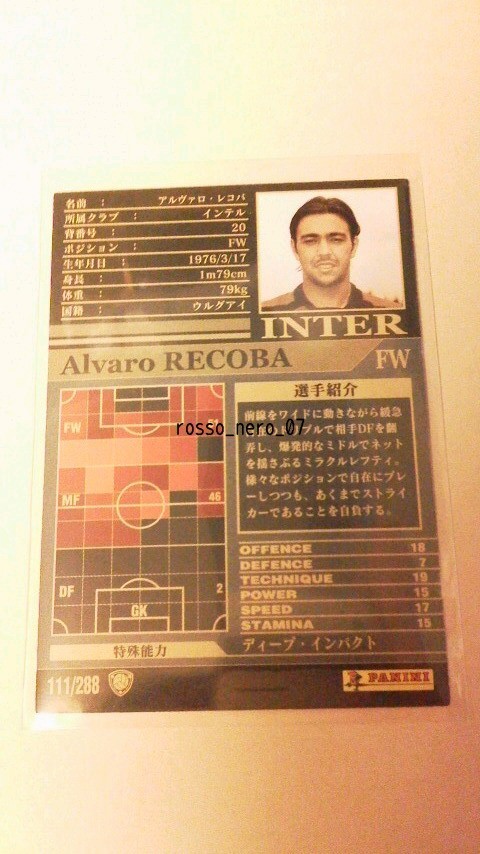 名前 : アルヴァロ・レコバ
所属クラブ : インテル
背番号 : 20
ポジション : FW
生年月日 : 1976/3/17
身長 : 1m79cm
体重 : 79kg
国籍 : ウルグアイ
INTER
Alvaro RECOBA FW
FW
MF 46
DF 2
GK
選手紹介
前線をワイドに動きながら緩急
rosso_nero_07
ブルで相手DFを翻
弄し、爆発的なミドルでネット
を揺さぶるミラクルレフティ。
様々なポジションで自在にプレ
ーしつつも、あくまでストライ
カーであることを自負する。
OFFENCE 18
DEFENCE 7
TECHNIQUE 19
POWER 15
SPEED 17
STAMINA 15
特殊能力 ディープ・インパクト
111/288
PANINI